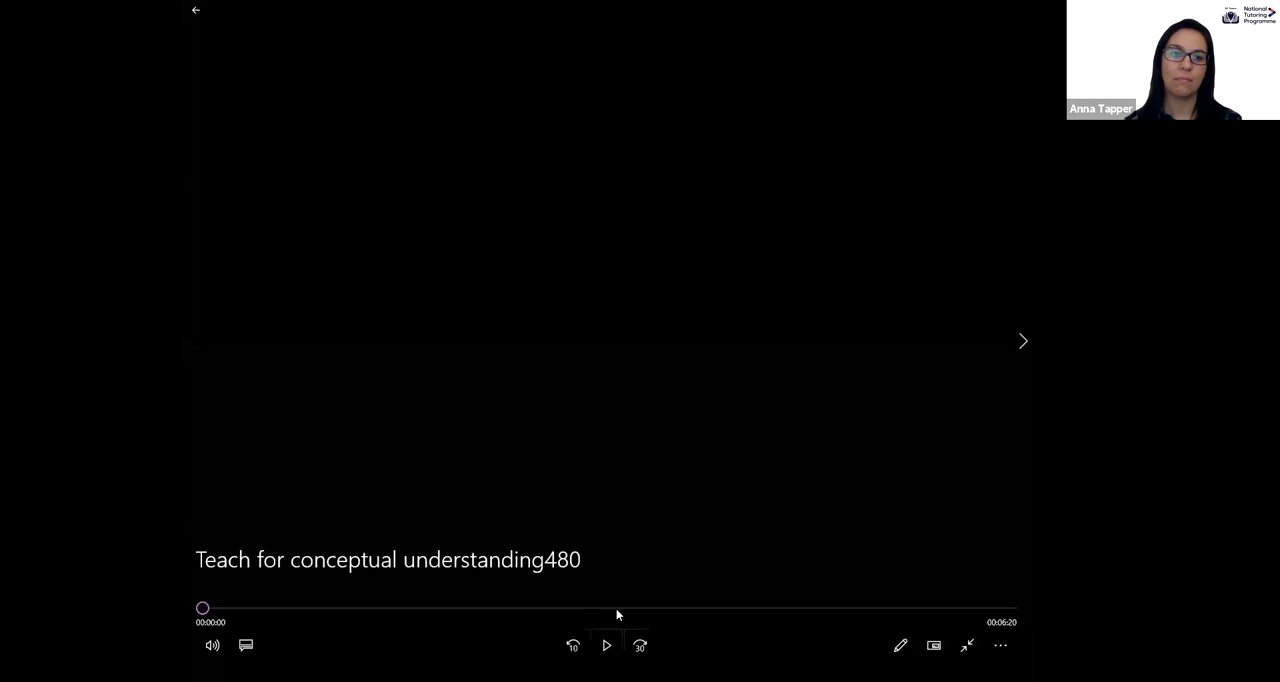 National
Tutoring
Programme
Anna Tapper
Teach for conceptual understanding480
00:00:00
00:06:20
10
30